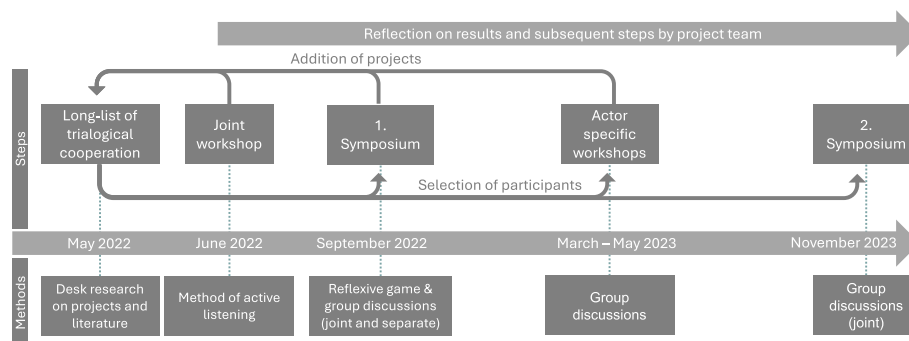 Reflection on results and subsequent steps by project team
Addition of projects
Steps
Long-list of
trialogical
cooperation
Joint
workshop
1.
Symposium
Actor
specific
workshops
2.
Symposium
Selection of participants
May 2022
June 2022
September 2022
March – May 2023
November 2023
Methods
Desk research
on projects and
literature
Method of active
listening
Reflexive game &
group discussions
(joint and separate)
Group
discussions
Group
discussions
(joint)